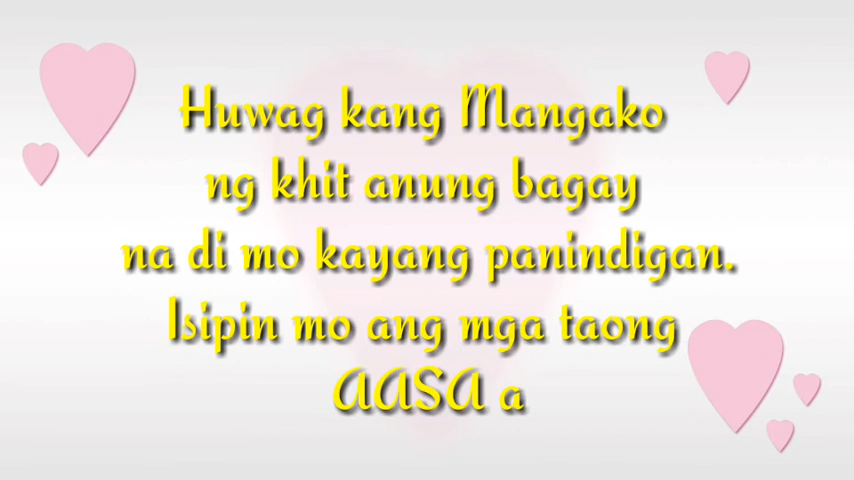 Huwag kang Mangako
ng khit anung bagay
na di mo kayang panindigan.
Isipin mo ang mga taong
AASA a